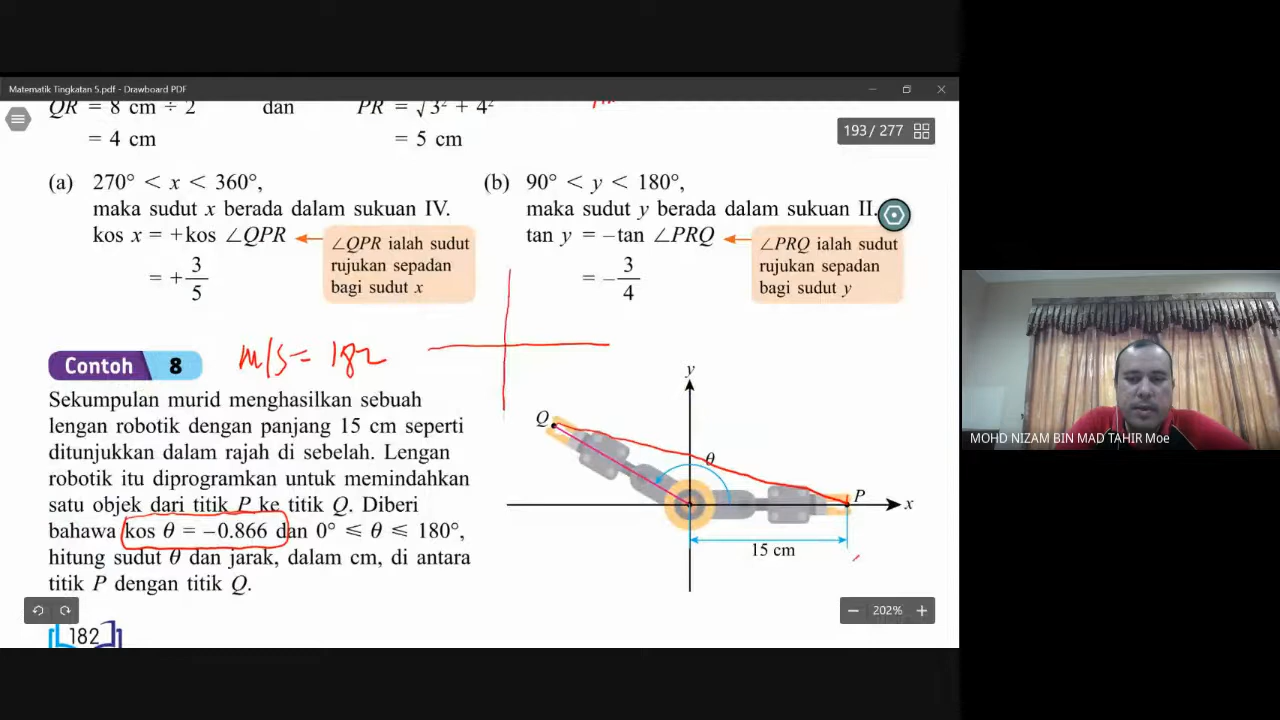 Matematik Tingkatan 5.pdf - Drawboard PDF
QR = 8 cm ÷ 2 dan PR = √3² + 4²
= 4 cm = 5 cm
193 / 277
(a) 270° < x < 360°,
maka sudut x berada dalam sukuan IV.
kos x = +kos ∠QPR
= +3/5
∠QPR ialah sudut
rujukan sepadan
bagi sudut x
(b) 90° < y < 180°,
maka sudut y berada dalam sukuan II.
tan y = −tan ∠PRQ
= −3/4
∠PRQ ialah sudut
rujukan sepadan
bagi sudut y
Contoh 8
m/s = 182
Sekumpulan murid menghasilkan sebuah
lengan robotik dengan panjang 15 cm seperti
ditunjukkan dalam rajah di sebelah. Lengan
robotik itu diprogramkan untuk memindahkan
satu objek dari titik P ke titik Q. Diberi
bahawa kos θ = −0.866 dan 0° ⩽ θ ⩽ 180°,
hitung sudut θ dan jarak, dalam cm, di antara
titik P dengan titik Q.
y
Q
θ
P
x
15 cm
202%
182
MOHD NIZAM BIN MAD TAHIR Moe